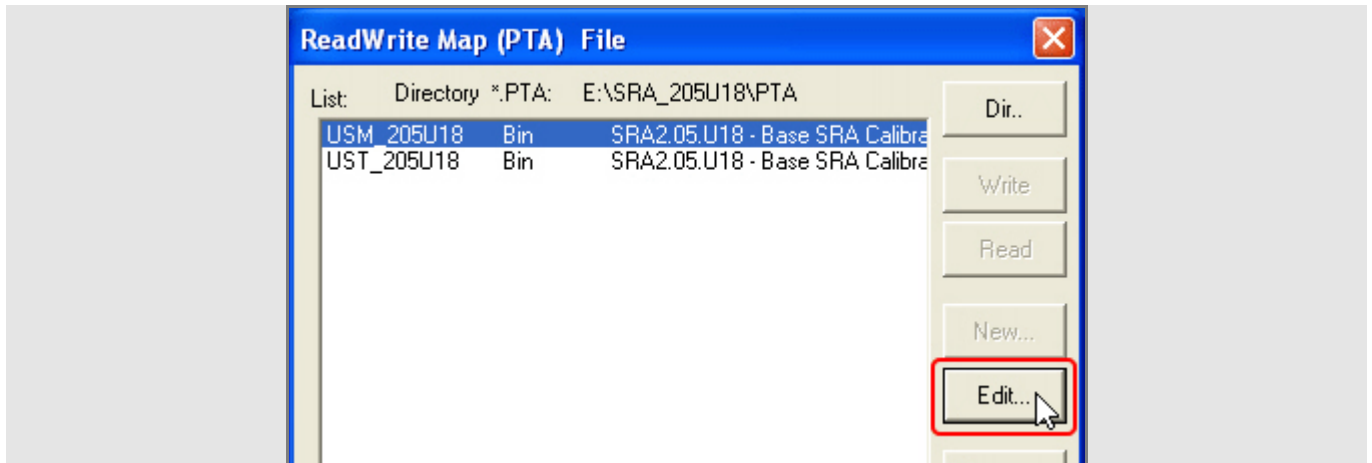 ReadWrite Map (PTA) File
List: Directory *.PTA: E:\SRA_205U18\PTA
Dir..
USM_205U18 Bin SRA2.05.U18 - Base SRA Calibra
UST_205U18 Bin SRA2.05.U18 - Base SRA Calibra
Write
Read
New...
Edit...